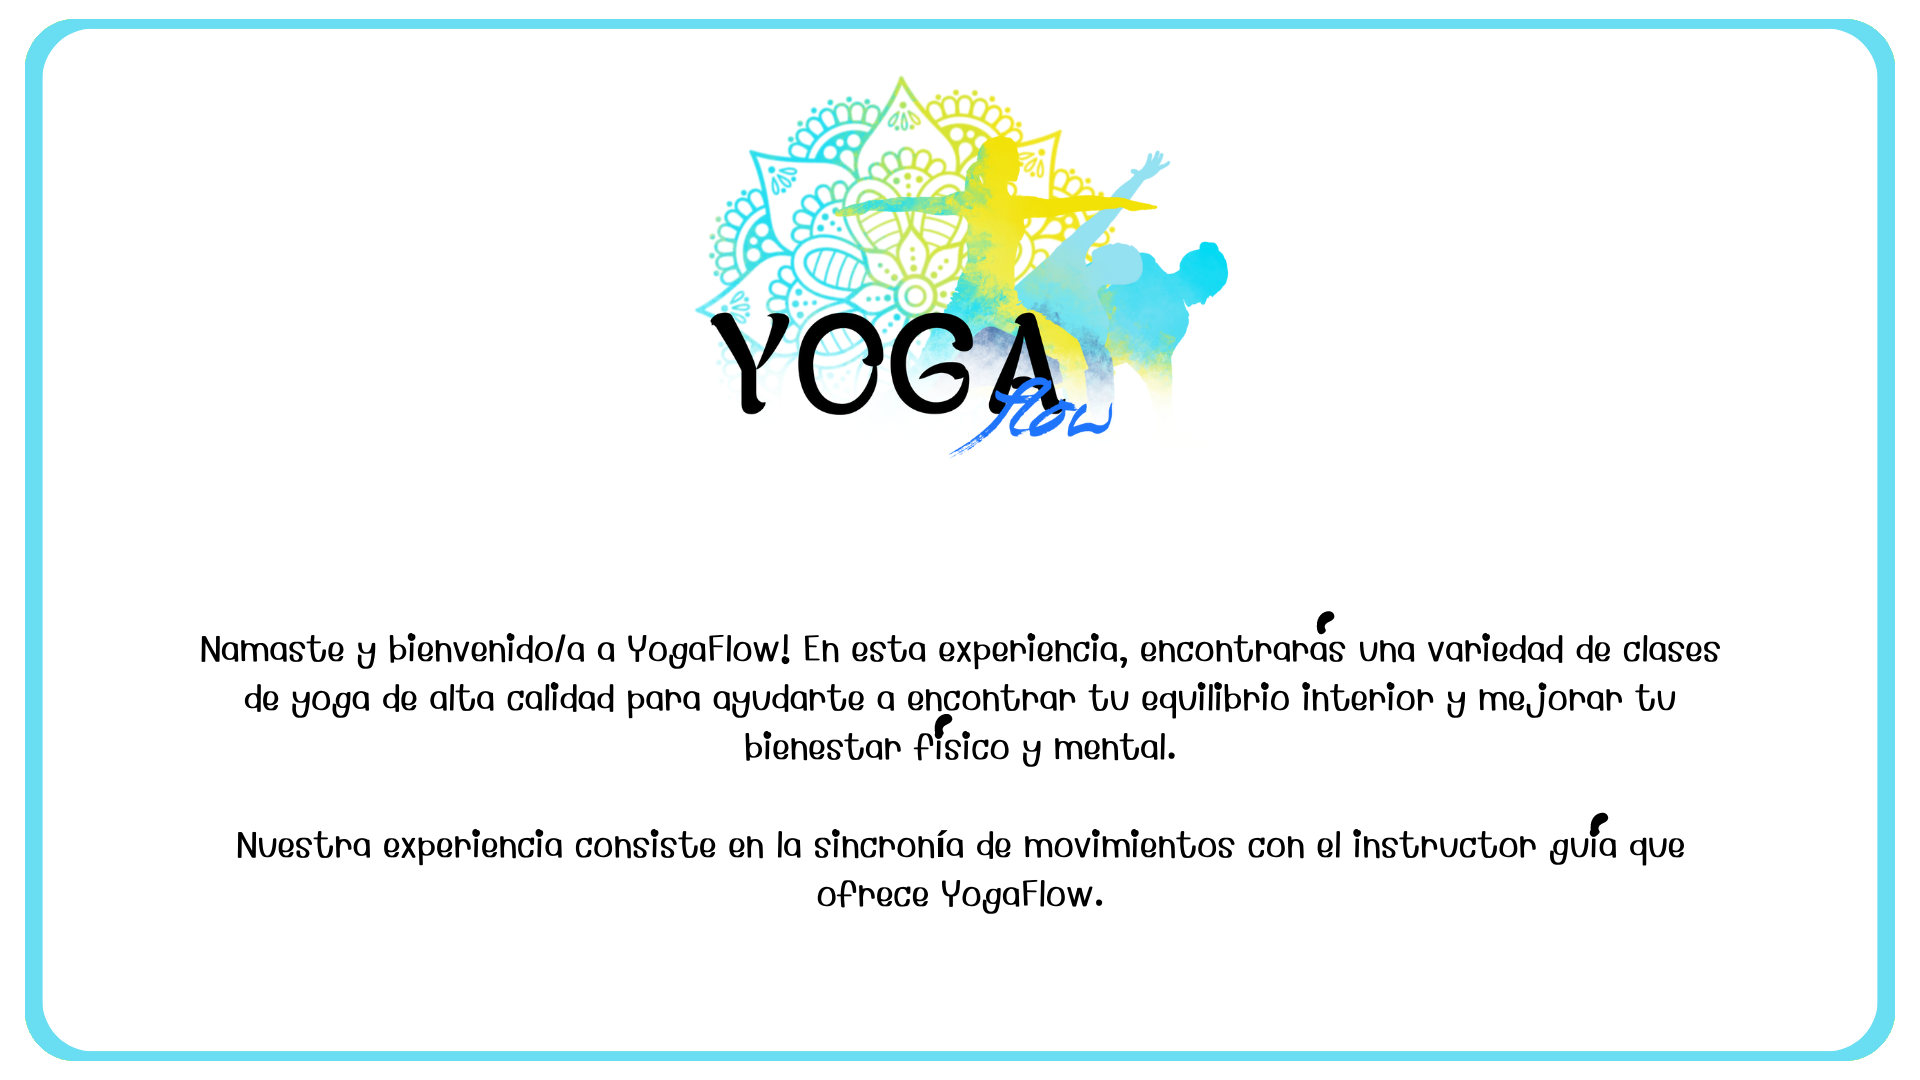 YOGA
flow
Namaste y bienvenido/a a YogaFlow! En esta experiencia, encontrarás una variedad de clases
de yoga de alta calidad para ayudarte a encontrar tu equilibrio interior y mejorar tu
bienestar físico y mental.
Nuestra experiencia consiste en la sincronía de movimientos con el instructor guía que
ofrece YogaFlow.